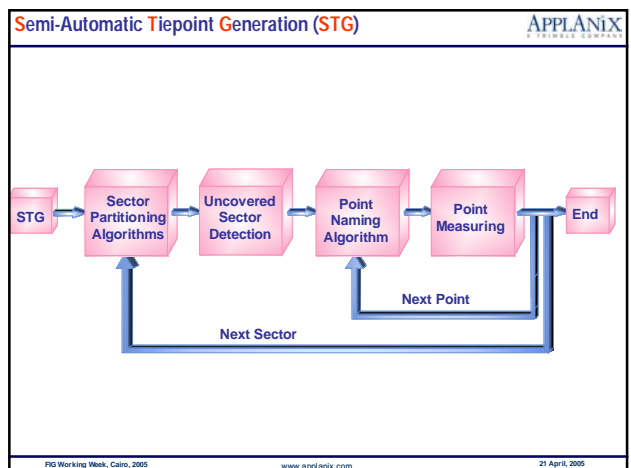 Semi-Automatic Tiepoint Generation (STG)
APPLANIX
A TRIMBLE COMPANY
STG
Sector
Partitioning
Algorithms
Uncovered
Sector
Detection
Point
Naming
Algorithm
Point
Measuring
End
Next Point
Next Sector
FIG Working Week, Cairo, 2005
www.applanix.com
21 April, 2005